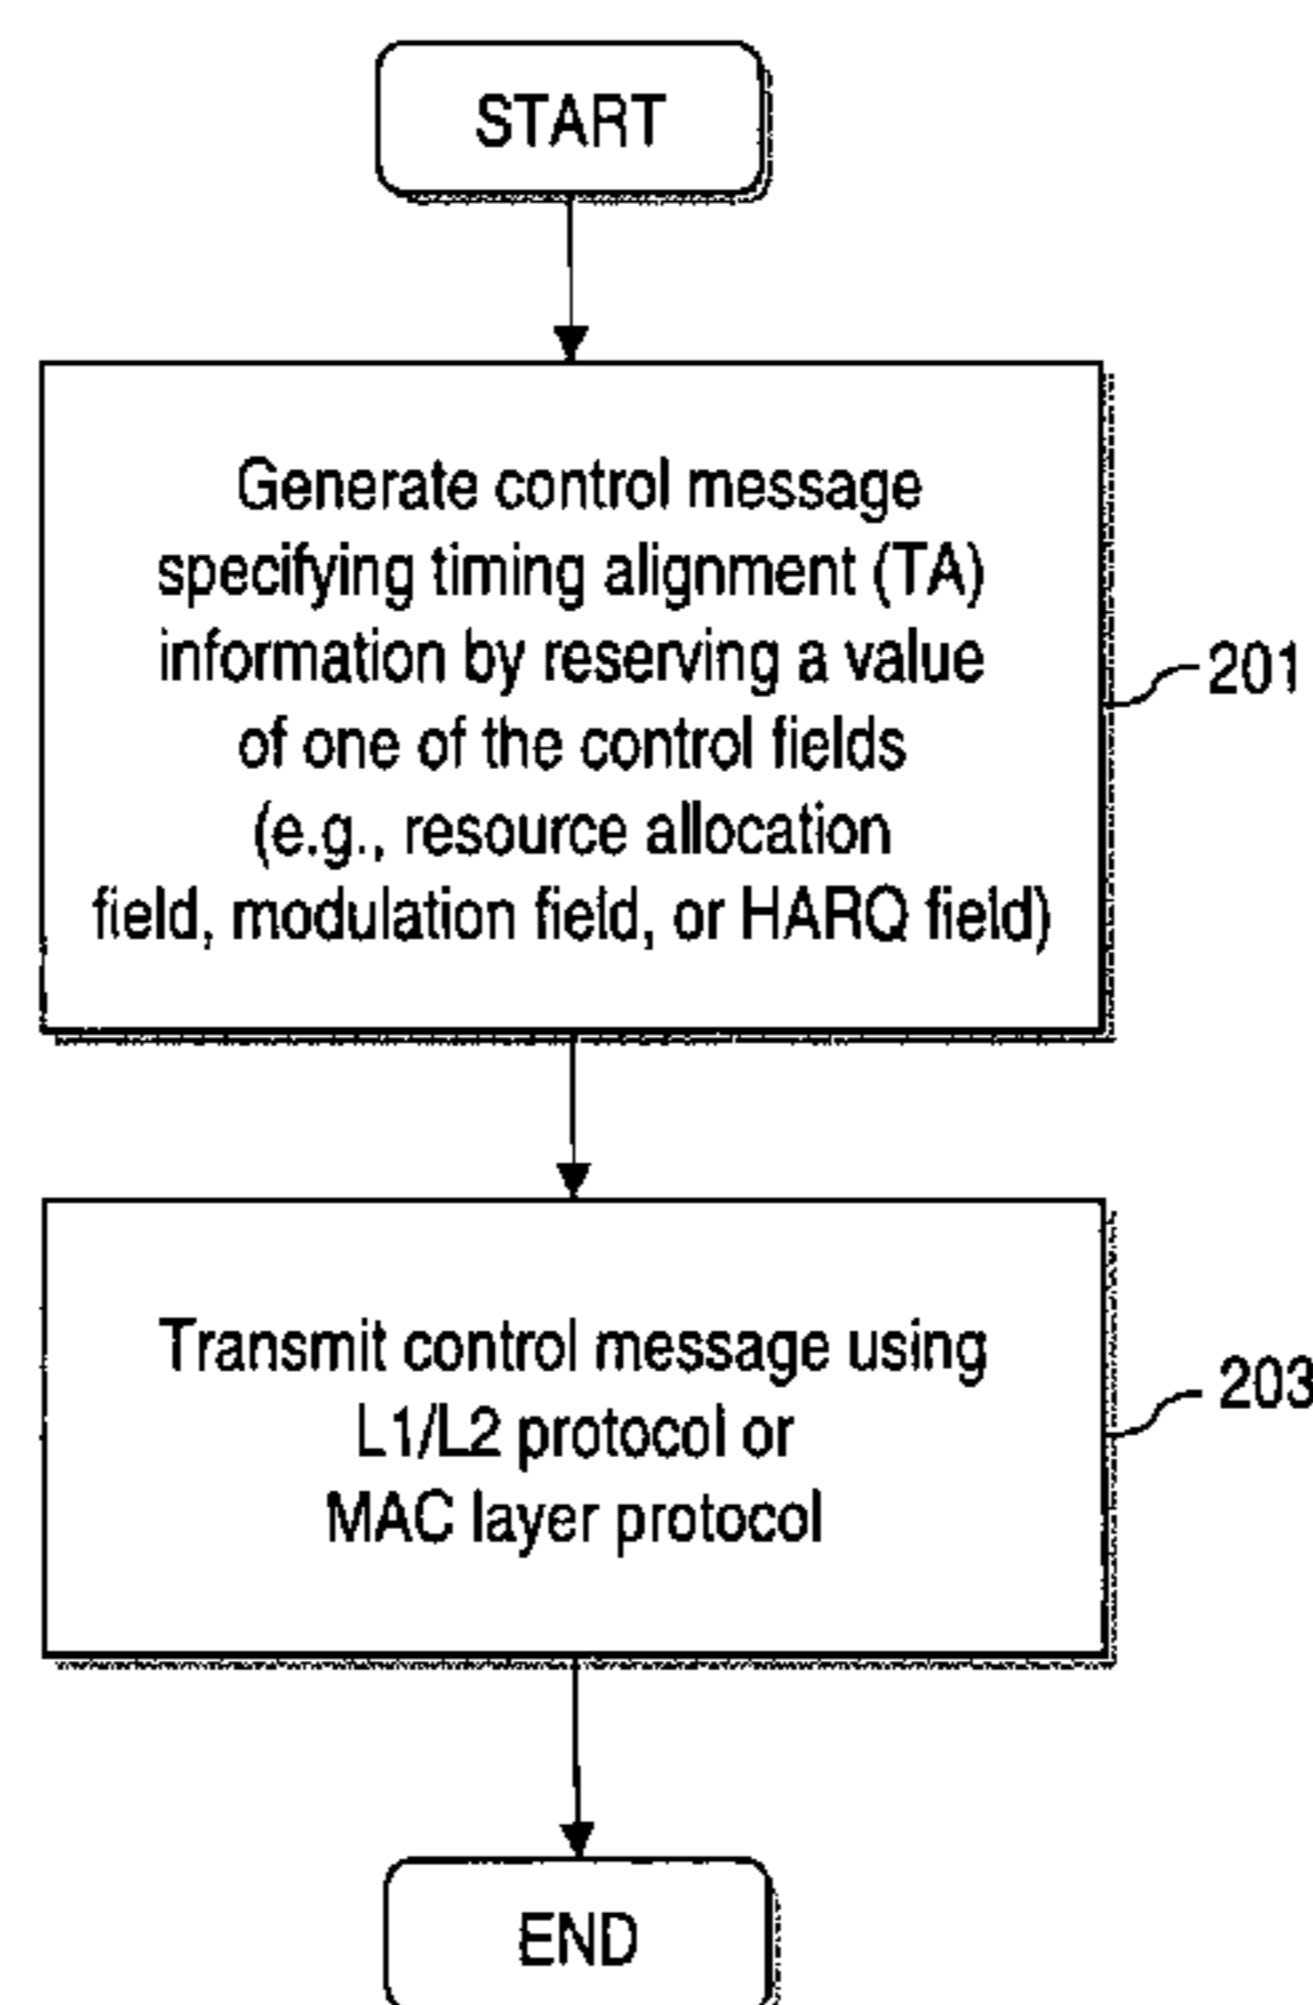 START
Generate control message
specifying timing alignment (TA)
information by reserving a value
of one of the control fields
(e.g., resource allocation
field, modulation field, or HARQ field)
201
Transmit control message using
L1/L2 protocol or
MAC layer protocol
203
END